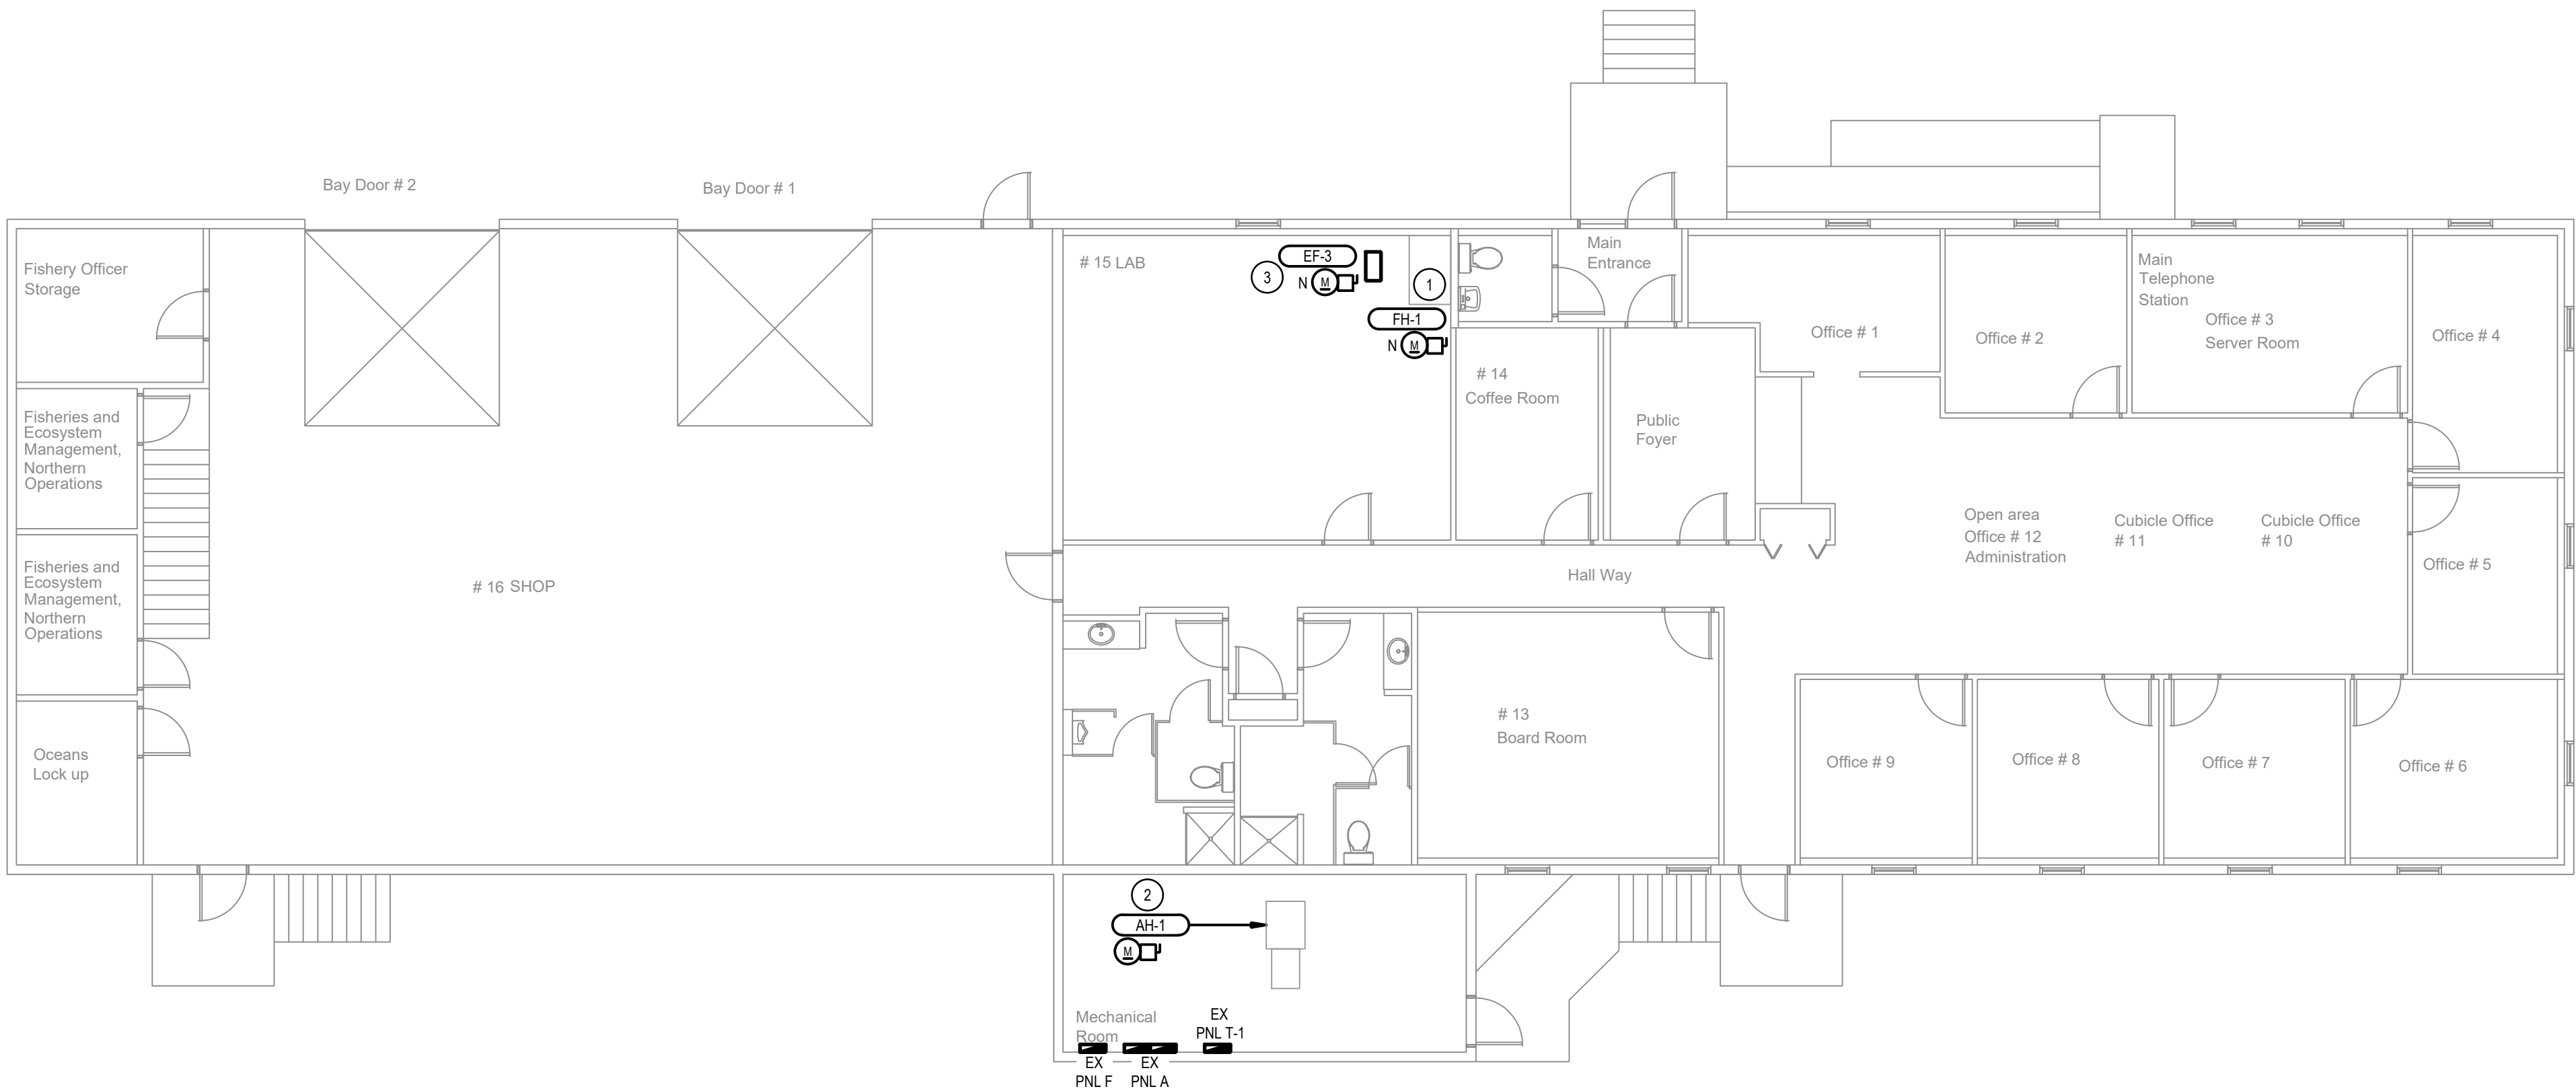 Bay Door # 2
Bay Door # 1
Fishery Officer
Storage
Fisheries and
Ecosystem
Management,
Northern
Operations
Fisheries and
Ecosystem
Management,
Northern
Operations
Oceans
Lock up
# 16 SHOP
# 15 LAB
EF-3
3
N
M
1
FH-1
N
M
Main
Entrance
# 14
Coffee Room
Public
Foyer
Office # 1
Office # 2
Main
Telephone
Station
Office # 3
Server Room
Office # 4
Open area
Office # 12
Administration
Cubicle Office
# 11
Cubicle Office
# 10
Office # 5
Hall Way
# 13
Board Room
Office # 9
Office # 8
Office # 7
Office # 6
2
AH-1
M
Mechanical
Room
EX
PNL T-1
EX
PNL F
EX
PNL A